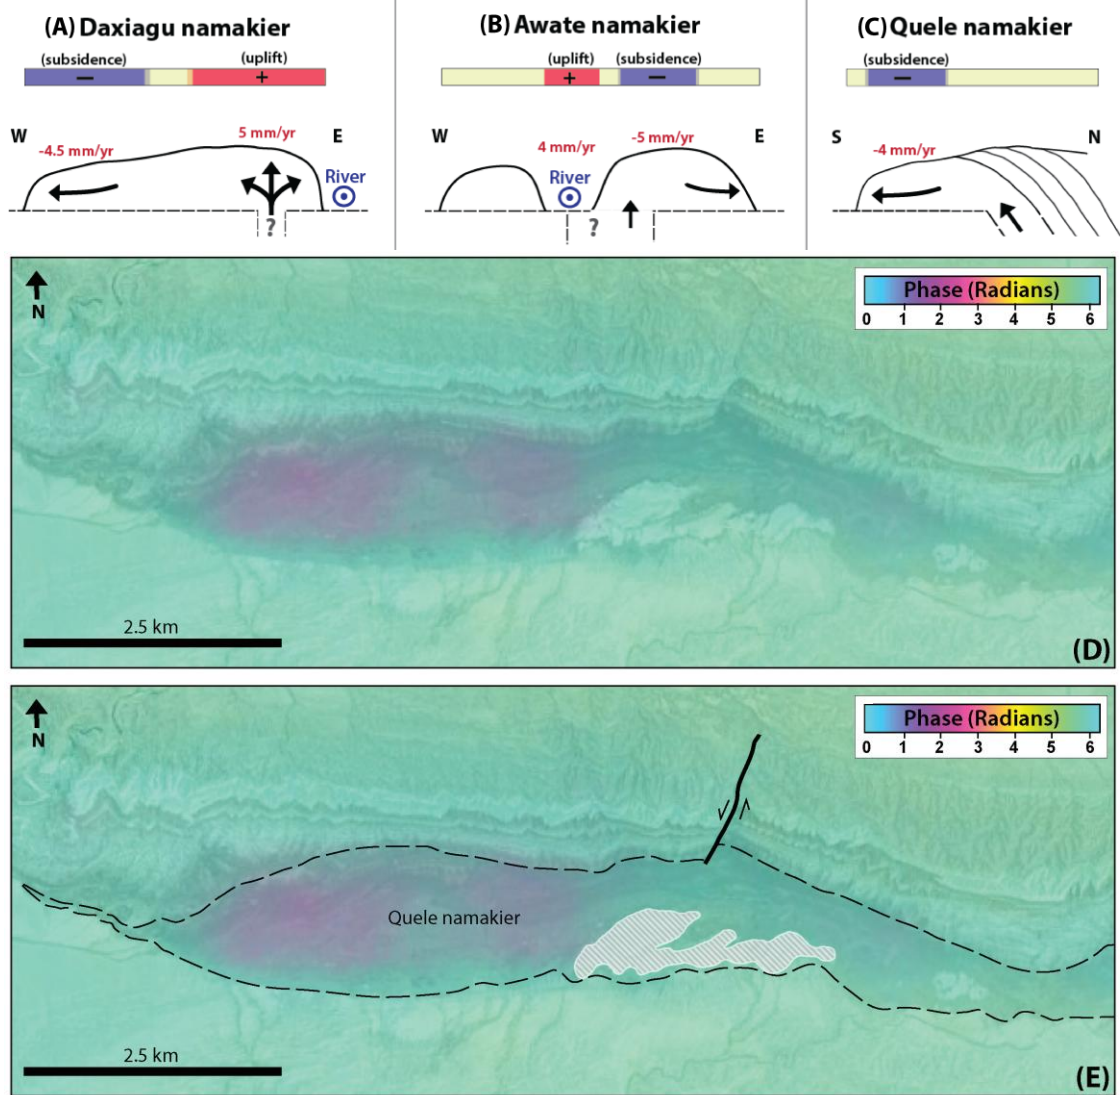 (A) Daxiagu namakier
(subsidence)
(uplift)
−
+
W
-4.5 mm/yr
5 mm/yr
E
River
?
(B) Awate namakier
(uplift)
(subsidence)
+
−
W
4 mm/yr
-5 mm/yr
E
River
?
(C) Quele namakier
(subsidence)
−
S
-4 mm/yr
N
N
Phase (Radians)
0 1 2 3 4 5 6
2.5 km
(D)
N
Phase (Radians)
0 1 2 3 4 5 6
Quele namakier
2.5 km
(E)